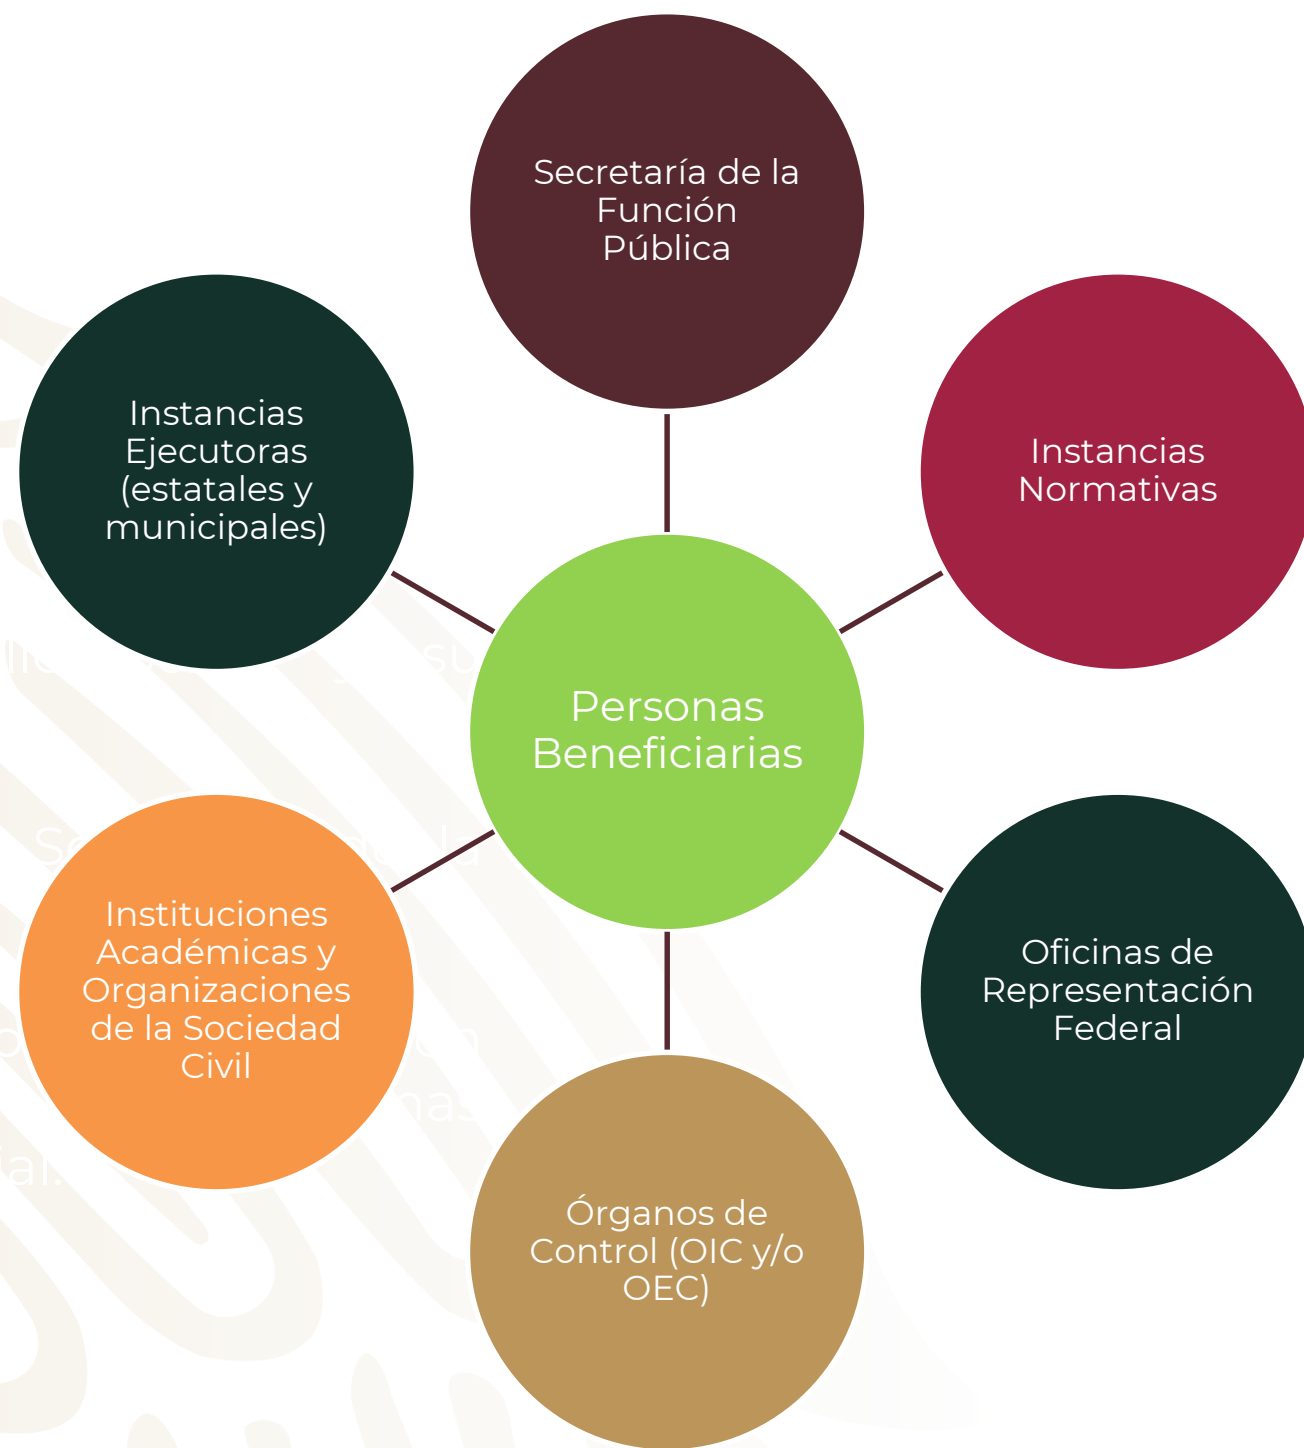 Secretaría de la
Función
Pública
Instancias
Ejecutoras
(estatales y
municipales)
Instancias
Normativas
Personas
Beneficiarias
Instituciones
Académicas y
Organizaciones
de la Sociedad
Civil
Oficinas de
Representación
Federal
Órganos de
Control (OIC y/o
OEC)